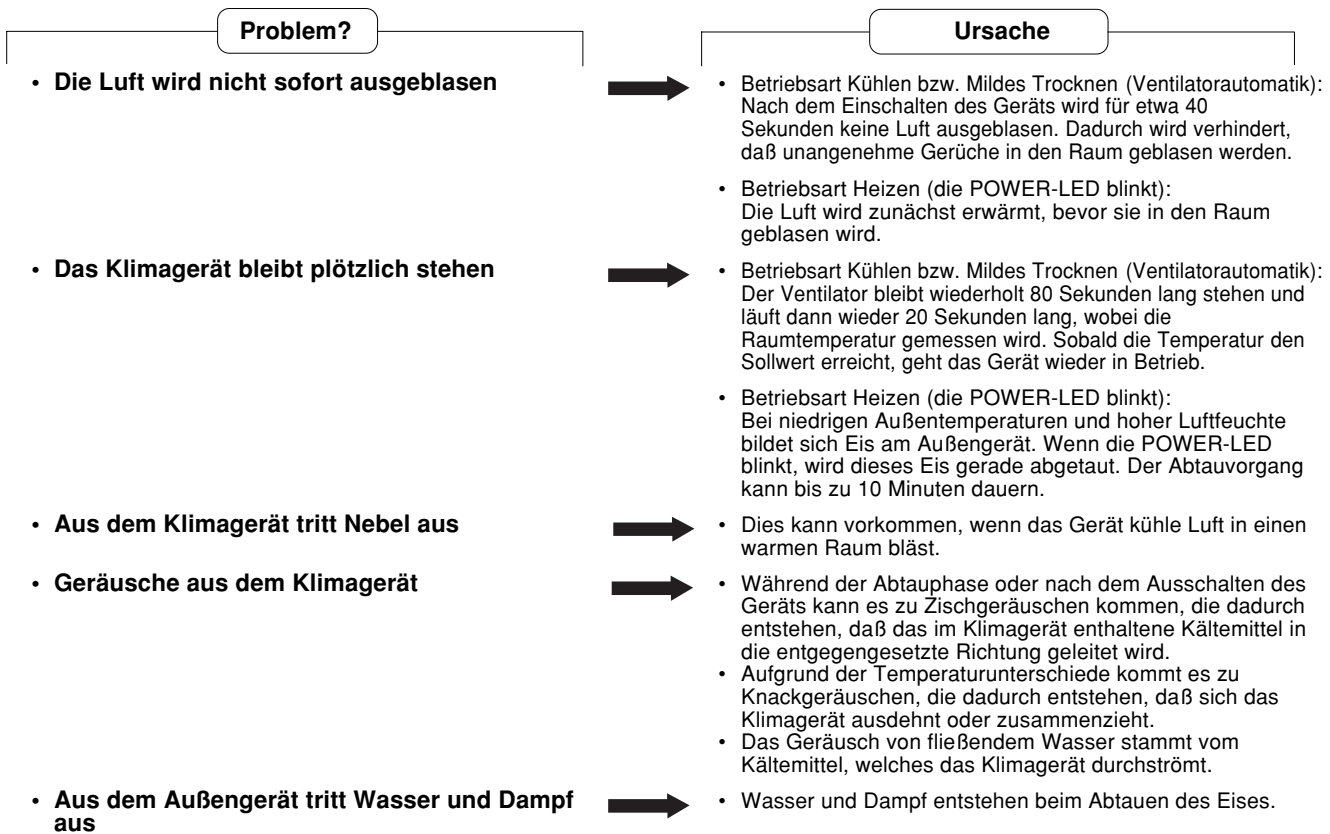 Problem?
Ursache
• Die Luft wird nicht sofort ausgeblasen
• Betriebsart Kühlen bzw. Mildes Trocknen (Ventilatorautomatik):
Nach dem Einschalten des Geräts wird für etwa 40
Sekunden keine Luft ausgeblasen. Dadurch wird verhindert,
daß unangenehme Gerüche in den Raum geblasen werden.
• Betriebsart Heizen (die POWER-LED blinkt):
Die Luft wird zunächst erwärmt, bevor sie in den Raum
geblasen wird.
• Das Klimagerät bleibt plötzlich stehen
• Betriebsart Kühlen bzw. Mildes Trocknen (Ventilatorautomatik):
Der Ventilator bleibt wiederholt 80 Sekunden lang stehen und
läuft dann wieder 20 Sekunden lang, wobei die
Raumtemperatur gemessen wird. Sobald die Temperatur den
Sollwert erreicht, geht das Gerät wieder in Betrieb.
• Betriebsart Heizen (die POWER-LED blinkt):
Bei niedrigen Außentemperaturen und hoher Luftfeuchte
bildet sich Eis am Außengerät. Wenn die POWER-LED
blinkt, wird dieses Eis gerade abgetaut. Der Abtauvorgang
kann bis zu 10 Minuten dauern.
• Aus dem Klimagerät tritt Nebel aus
• Dies kann vorkommen, wenn das Gerät kühle Luft in einen
warmen Raum bläst.
• Geräusche aus dem Klimagerät
• Während der Abtauphase oder nach dem Ausschalten des
Geräts kann es zu Zischgeräuschen kommen, die dadurch
entstehen, daß das im Klimagerät enthaltene Kältemittel in
die entgegengesetzte Richtung geleitet wird.
• Aufgrund der Temperaturunterschiede kommt es zu
Knackgeräuschen, die dadurch entstehen, daß sich das
Klimagerät ausdehnt oder zusammenzieht.
• Das Geräusch von fließendem Wasser stammt vom
Kältemittel, welches das Klimagerät durchströmt.
• Aus dem Außengerät tritt Wasser und Dampf
aus
• Wasser und Dampf entstehen beim Abtauen des Eises.